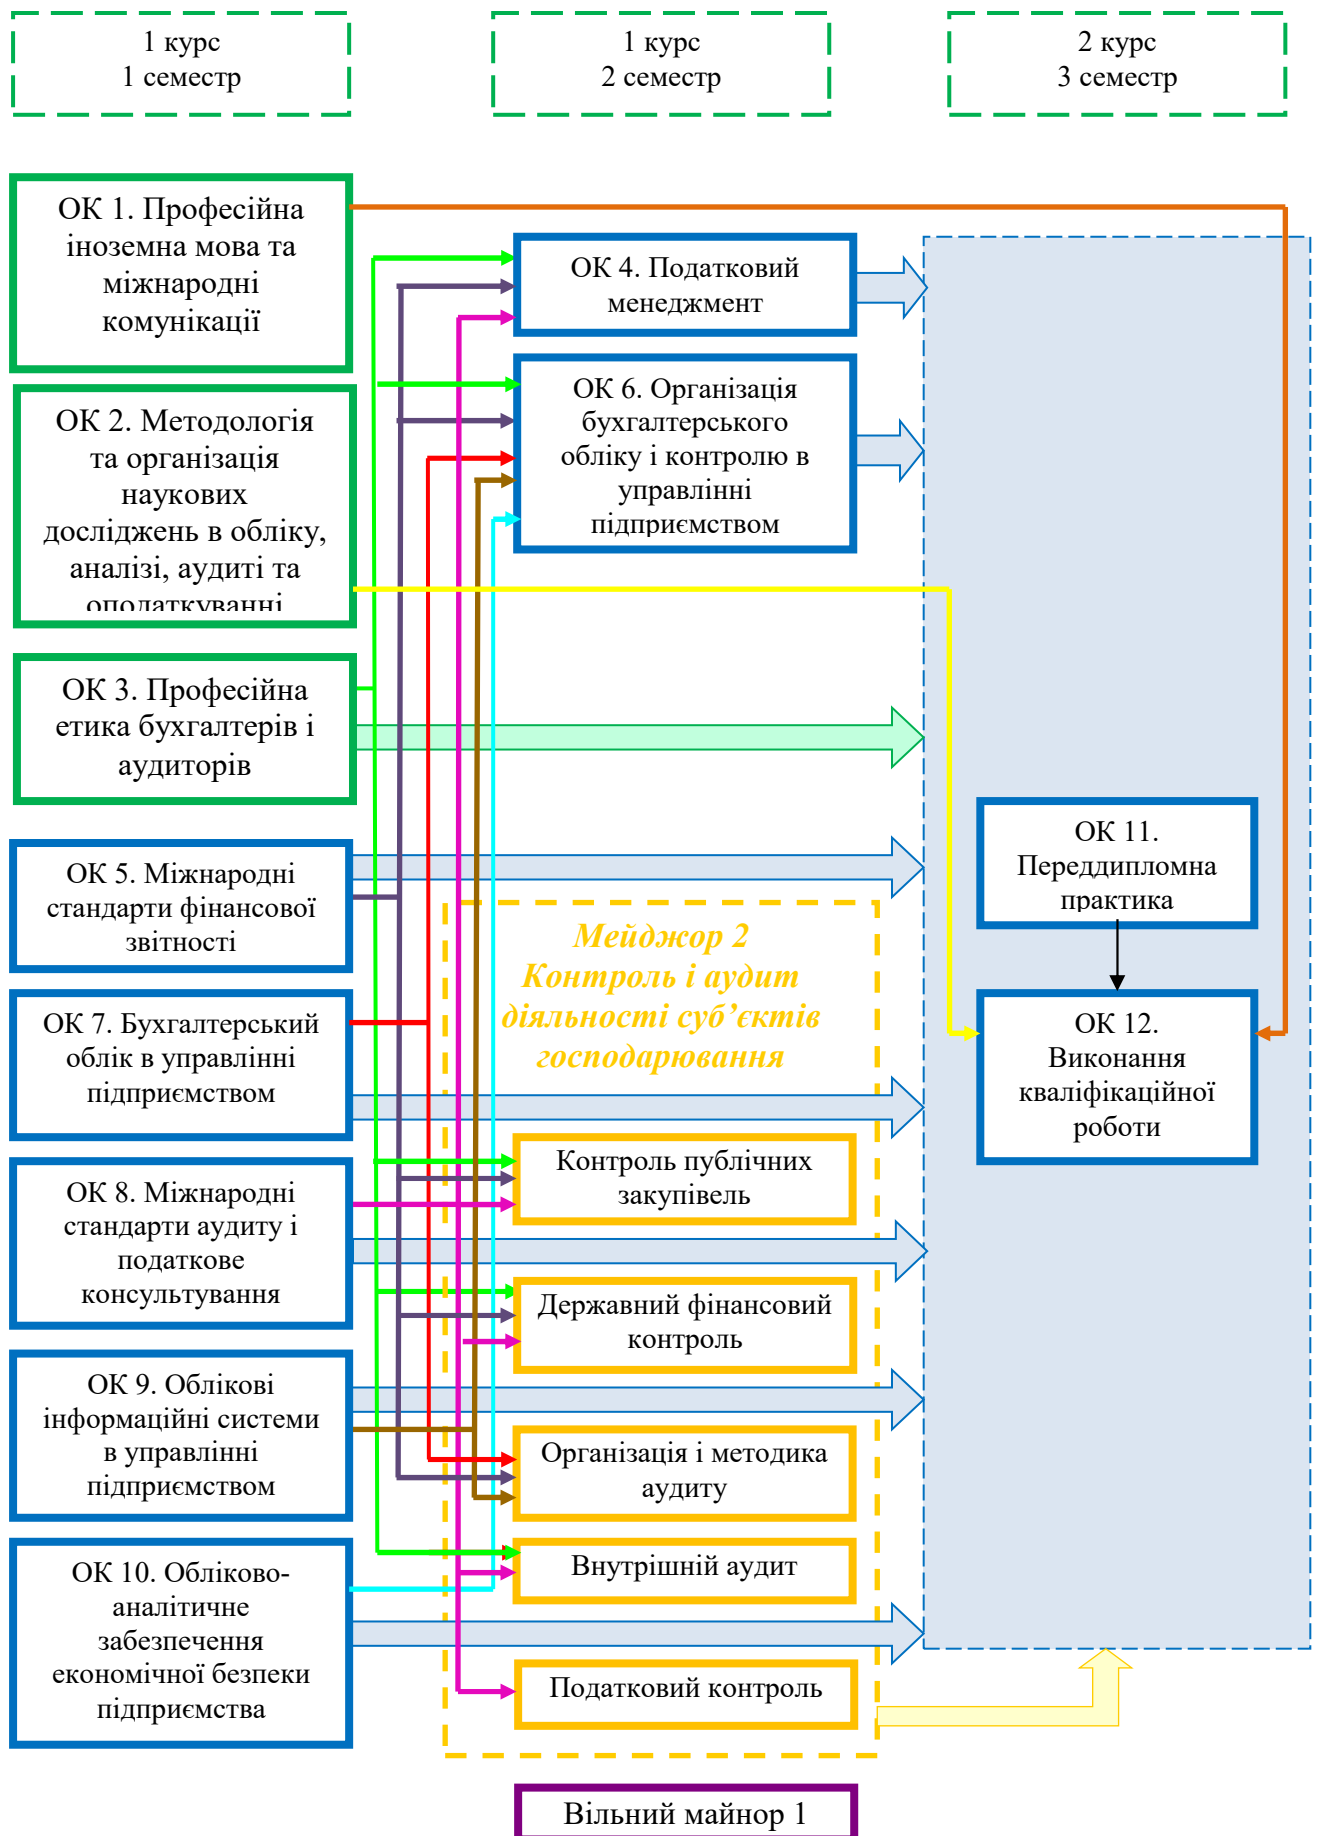 1 курс
1 семестр
1 курс
2 семестр
2 курс
3 семестр
ОК 1. Професійна
іноземна мова та
міжнародні
комунікації
ОК 2. Методологія
та організація
наукових
досліджень в обліку,
аналізі, аудиті та
оподаткуванні
ОК 3. Професійна
етика бухгалтерів і
аудиторів
ОК 5. Міжнародні
стандарти фінансової
звітності
ОК 7. Бухгалтерський
облік в управлінні
підприємством
ОК 8. Міжнародні
стандарти аудиту і
податкове
консультування
ОК 9. Облікові
інформаційні системи
в управлінні
підприємством
ОК 10. Обліково-
аналітичне
забезпечення
економічної безпеки
підприємства
ОК 4. Податковий
менеджмент
ОК 6. Організація
бухгалтерського
обліку і контролю в
управлінні
підприємством
Мейджор 2
Контроль і аудит
діяльності суб’єктів
господарювання
Контроль публічних
закупівель
Державний фінансовий
контроль
Організація і методика
аудиту
Внутрішній аудит
Податковий контроль
Вільний майнор 1
ОК 11.
Переддипломна
практика
ОК 12.
Виконання
кваліфікаційної
роботи